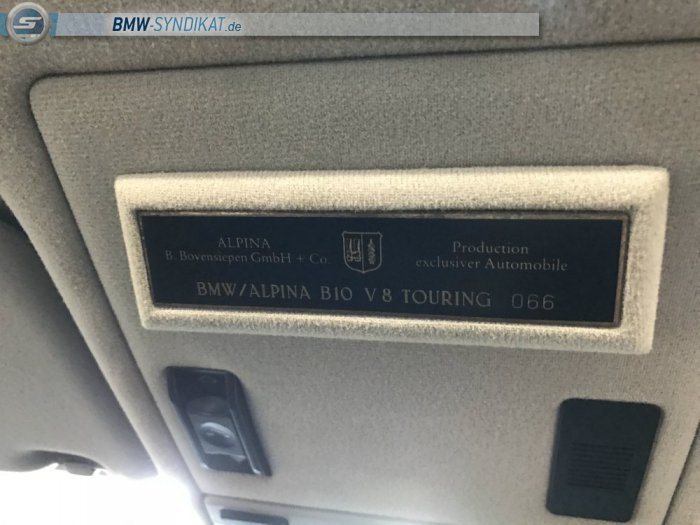 BMW-SYNDIKAT.de
ALPINA
B. Bovensiepen GmbH + Co.
Production
exclusiver Automobile
BMW/ALPINA B10 V8 TOURING 066